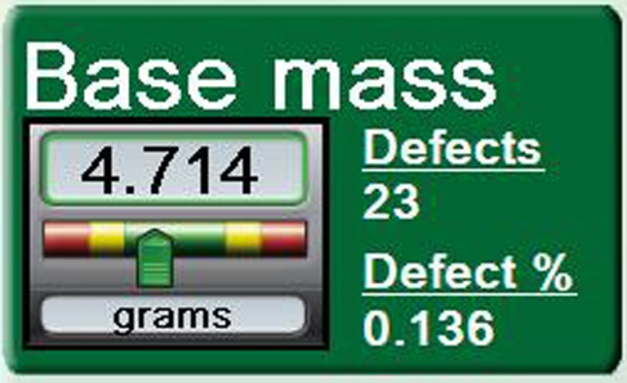 Base mass
4.714
grams
Defects
23
Defect %
0.136